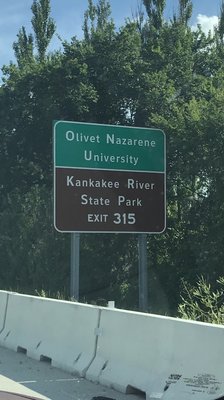 Olivet Nazarene
University
Kankakee River
State Park
EXIT 315